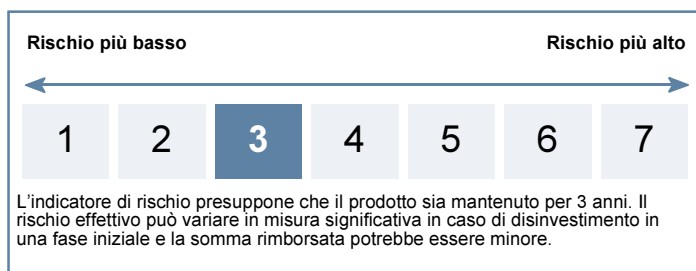 Rischio più basso Rischio più alto
1 2 3 4 5 6 7
L'indicatore di rischio presuppone che il prodotto sia mantenuto per 3 anni. Il
rischio effettivo può variare in misura significativa in caso di disinvestimento in
una fase iniziale e la somma rimborsata potrebbe essere minore.